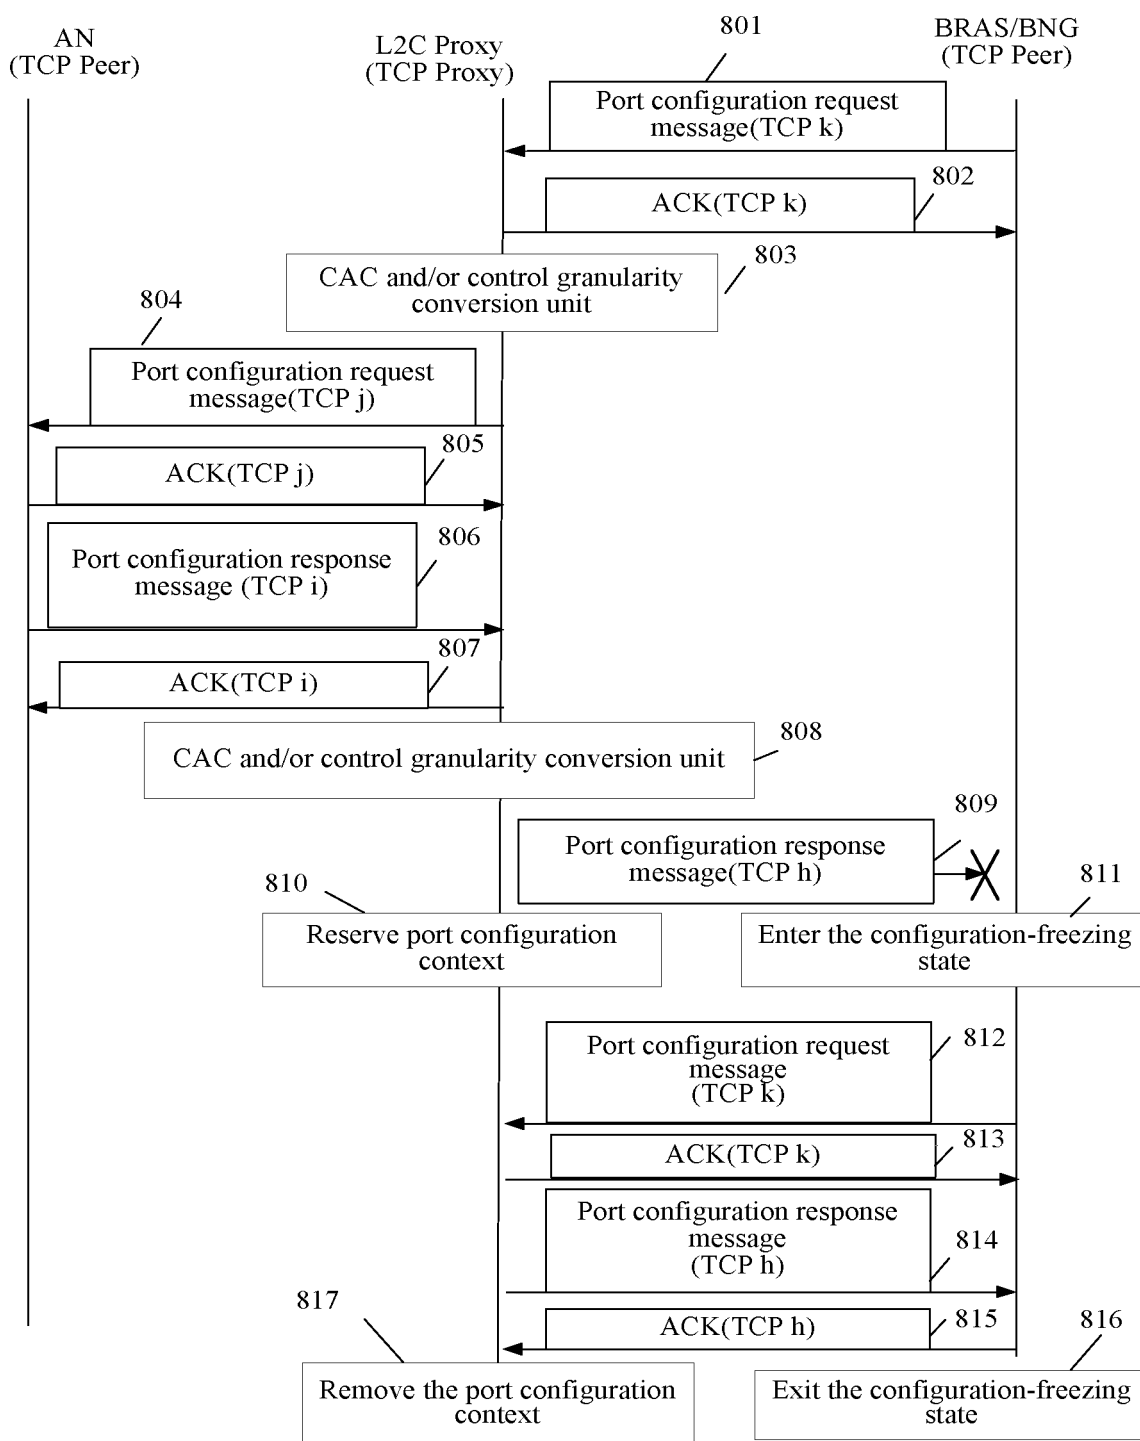 AN
(TCP Peer)
L2C Proxy
(TCP Proxy)
801
BRAS/BNG
(TCP Peer)
Port configuration request
message(TCP k)
802
ACK(TCP k)
803
CAC and/or control granularity
conversion unit
804
Port configuration request
message(TCP j)
805
ACK(TCP j)
806
Port configuration response
message (TCP i)
807
ACK(TCP i)
808
CAC and/or control granularity conversion unit
809
Port configuration response
message(TCP h)
810
Reserve port configuration
context
811
Enter the configuration-freezing
state
812
Port configuration request
message
(TCP k)
813
ACK(TCP k)
Port configuration response
message
(TCP h)
814
815
ACK(TCP h)
817
Remove the port configuration
context
816
Exit the configuration-freezing
state